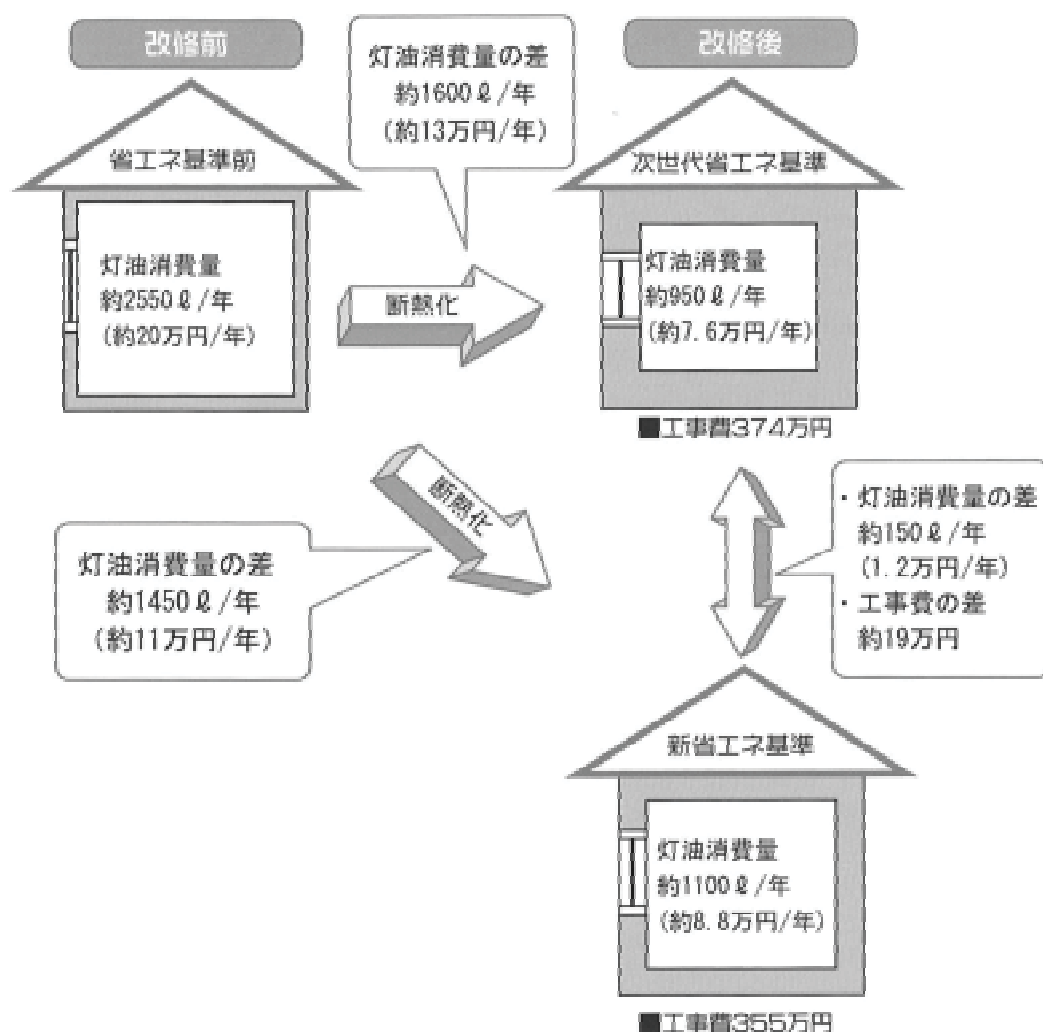 改修前
灯油消費量の差
約1600ℓ/年
(約13万円/年)
改修後
省エネ基準前
灯油消費量
約2550ℓ/年
(約20万円/年)
断熱化
次世代省エネ基準
灯油消費量
約950ℓ/年
(約7.6万円/年)
■工事費374万円
断熱化
灯油消費量の差
約1450ℓ/年
(約11万円/年)
・灯油消費量の差
約150ℓ/年
(1.2万円/年)
・工事費の差
約19万円
新省エネ基準
灯油消費量
約1100ℓ/年
(約8.8万円/年)
■工事費355万円